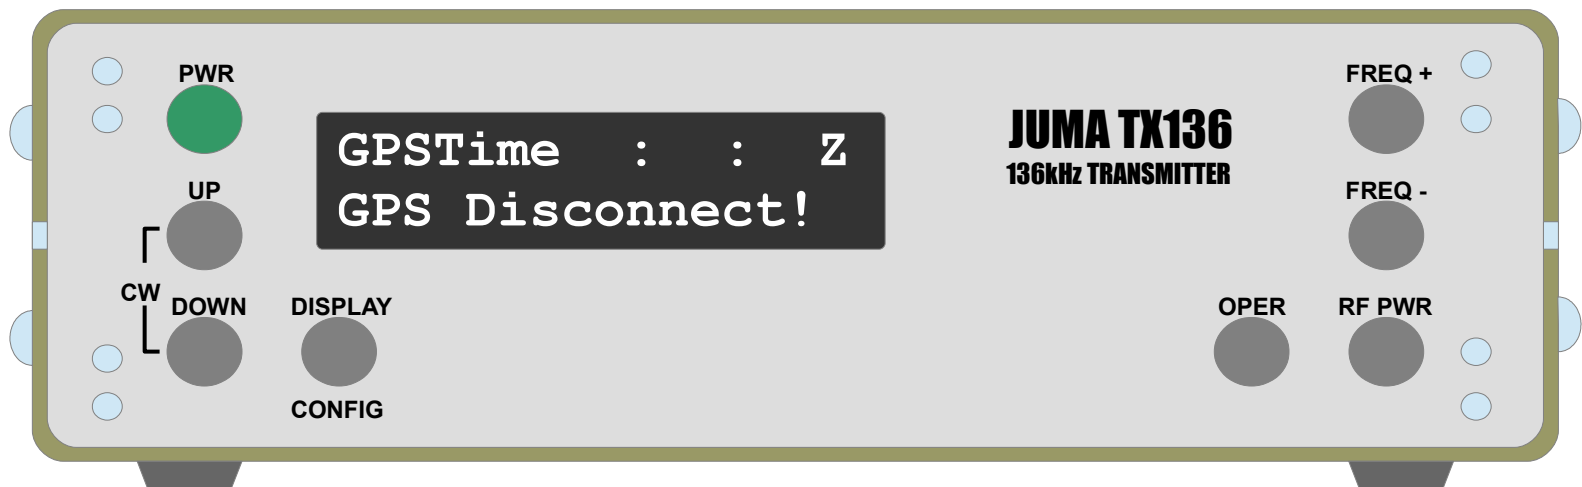 PWR
UP
CW
DOWN
DISPLAY
CONFIG
GPSTime  :  :  Z
GPS Disconnect!
JUMA TX136
136kHz TRANSMITTER
FREQ +
FREQ -
OPER
RF PWR